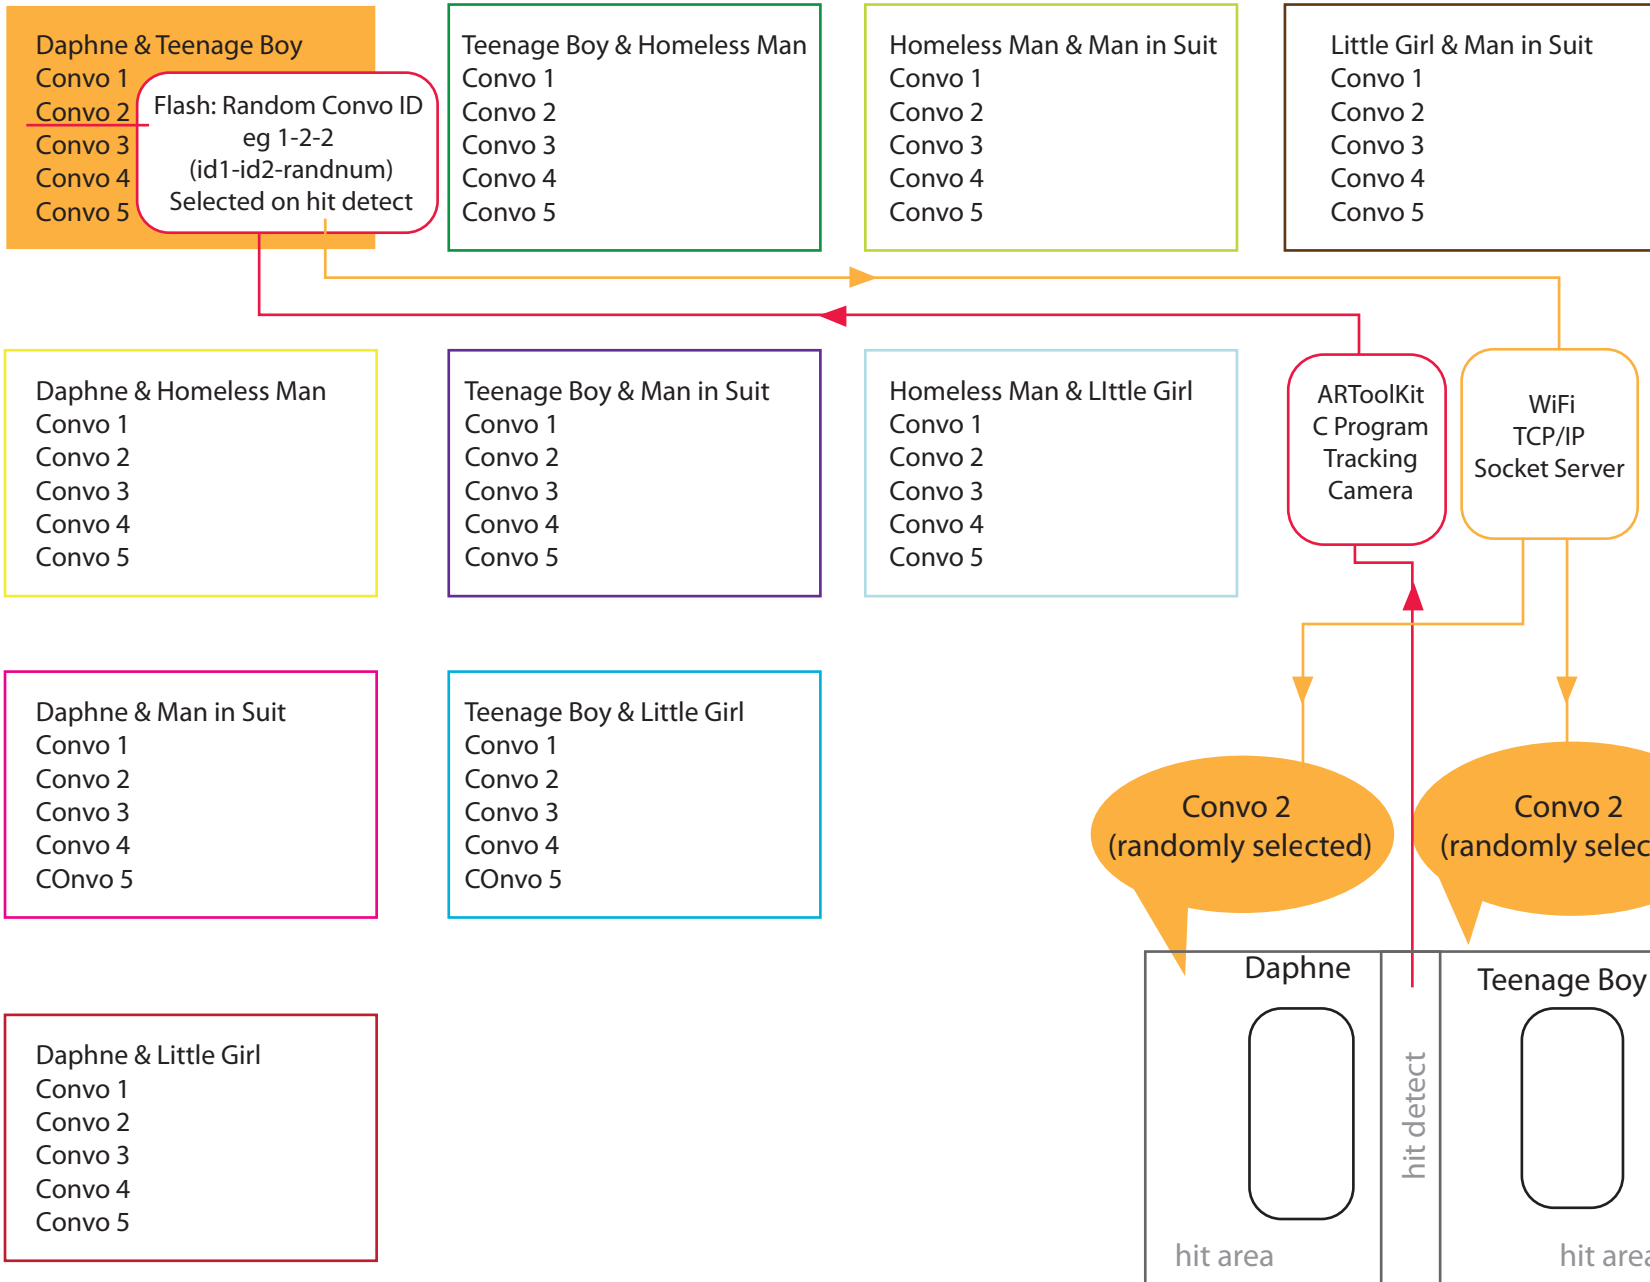 Daphne & Teenage Boy
Convo 1
Convo 2
Convo 3
Convo 4
Convo 5
Flash: Random Convo ID
eg 1-2-2
(id1-id2-randnum)
Selected on hit detect
Teenage Boy & Homeless Man
Convo 1
Convo 2
Convo 3
Convo 4
Convo 5
Homeless Man & Man in Suit
Convo 1
Convo 2
Convo 3
Convo 4
Convo 5
Little Girl & Man in Suit
Convo 1
Convo 2
Convo 3
Convo 4
Convo 5
Daphne & Homeless Man
Convo 1
Convo 2
Convo 3
Convo 4
Convo 5
Teenage Boy & Man in Suit
Convo 1
Convo 2
Convo 3
Convo 4
Convo 5
Homeless Man & LIttle Girl
Convo 1
Convo 2
Convo 3
Convo 4
Convo 5
ARToolKit
C Program
Tracking
Camera
WiFi
TCP/IP
Socket Server
Daphne & Man in Suit
Convo 1
Convo 2
Convo 3
Convo 4
COnvo 5
Teenage Boy & Little Girl
Convo 1
Convo 2
Convo 3
Convo 4
COnvo 5
Convo 2
(randomly selected)
Convo 2
(randomly selec
Daphne & Little Girl
Convo 1
Convo 2
Convo 3
Convo 4
Convo 5
Daphne
hit detect
Teenage Boy
hit area
hit area